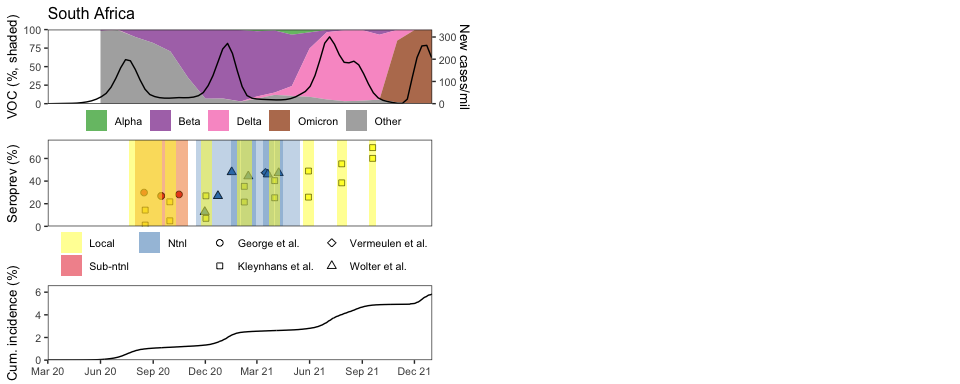 South Africa
VOC (%, shaded)
100
75
50
25
0
300
200
100
0
New cases/mil
Alpha Beta Delta Omicron Other
Seroprev (%)
60
40
20
0
Local Ntnl George et al. Vermeulen et al.
Sub-ntnl Kleynhans et al. Wolter et al.
Cum. incidence (%)
6
4
2
0
Mar 20 Jun 20 Sep 20 Dec 20 Mar 21 Jun 21 Sep 21 Dec 21